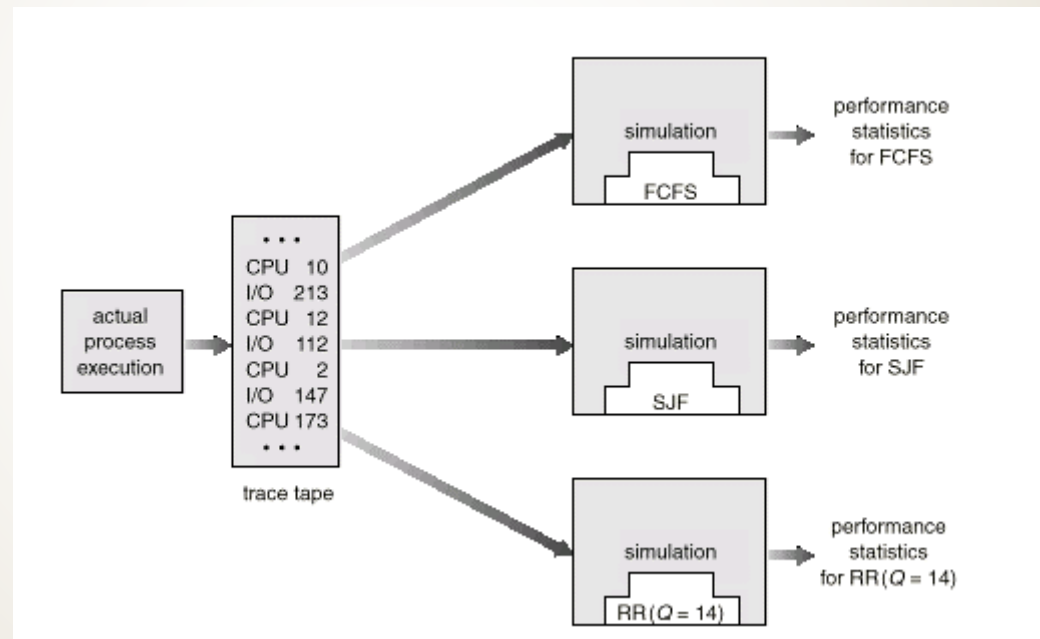 actual
process
execution
• • •
CPU 10
I/O 213
CPU 12
I/O 112
CPU 2
I/O 147
CPU 173
• • •
trace tape
simulation
FCFS
performance
statistics
for FCFS
simulation
SJF
performance
statistics
for SJF
simulation
RR(Q = 14)
performance
statistics
for RR(Q = 14)